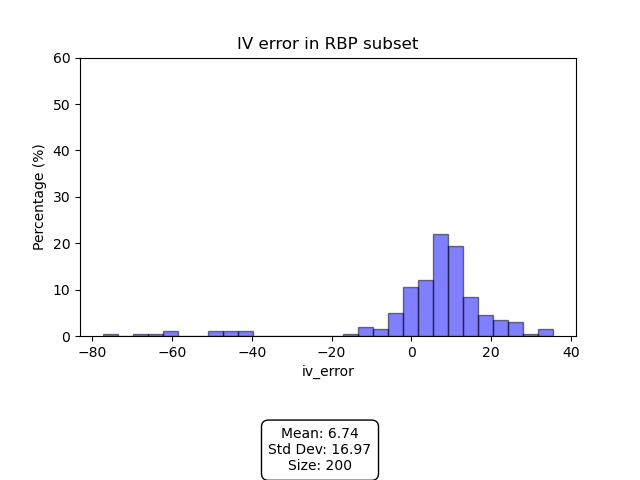 IV error in RBP subset
60
50
40
30
20
10
0
Percentage (%)
−80
−60
−40
−20
0
20
40
iv_error
Mean: 6.74
Std Dev: 16.97
Size: 200